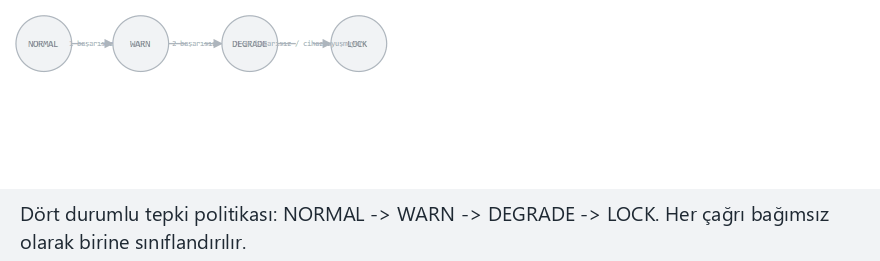 NORMAL
başarısız
WARN
2 başarısız
DEGRADE
LOCK
Dört durumlu tepki politikası: NORMAL -> WARN -> DEGRADE -> LOCK. Her çağrı bağımsız
olarak birine sınıflandırılır.